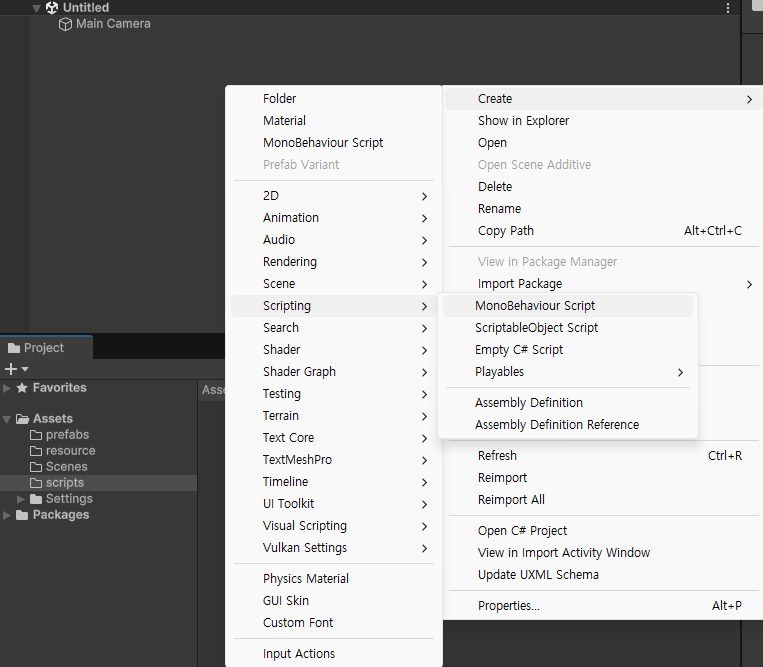 Untitled
Main Camera
Folder
Material
MonoBehaviour Script
Prefab Variant
2D
Animation
Audio
Rendering
Scene
Scripting
Search
Shader
Shader Graph
Testing
Terrain
Text Core
TextMeshPro
Timeline
UI Toolkit
Visual Scripting
Vulkan Settings
Physics Material
GUI Skin
Custom Font
Input Actions
Create
Show in Explorer
Open
Open Scene Additive
Delete
Rename
Copy Path Alt+Ctrl+C
View in Package Manager
Import Package
MonoBehaviour Script
ScriptableObject Script
Empty C# Script
Playables
Assembly Definition
Assembly Definition Reference
Refresh Ctrl+R
Reimport
Reimport All
Open C# Project
View in Import Activity Window
Update UXML Schema
Properties... Alt+P
Project
Favorites
Assets
prefabs
resource
Scenes
scripts
Settings
Packages